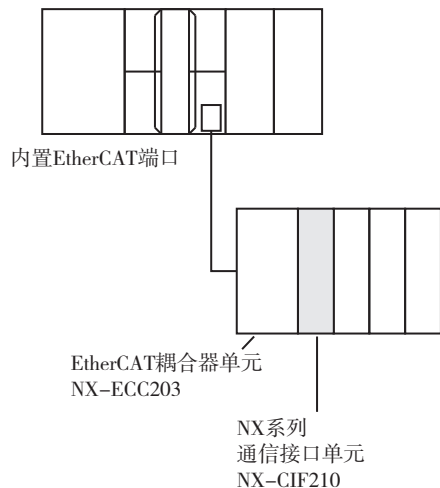 内置EtherCAT端口
EtherCAT耦合器单元
NX-ECC203
NX系列
通信接口单元
NX-CIF210